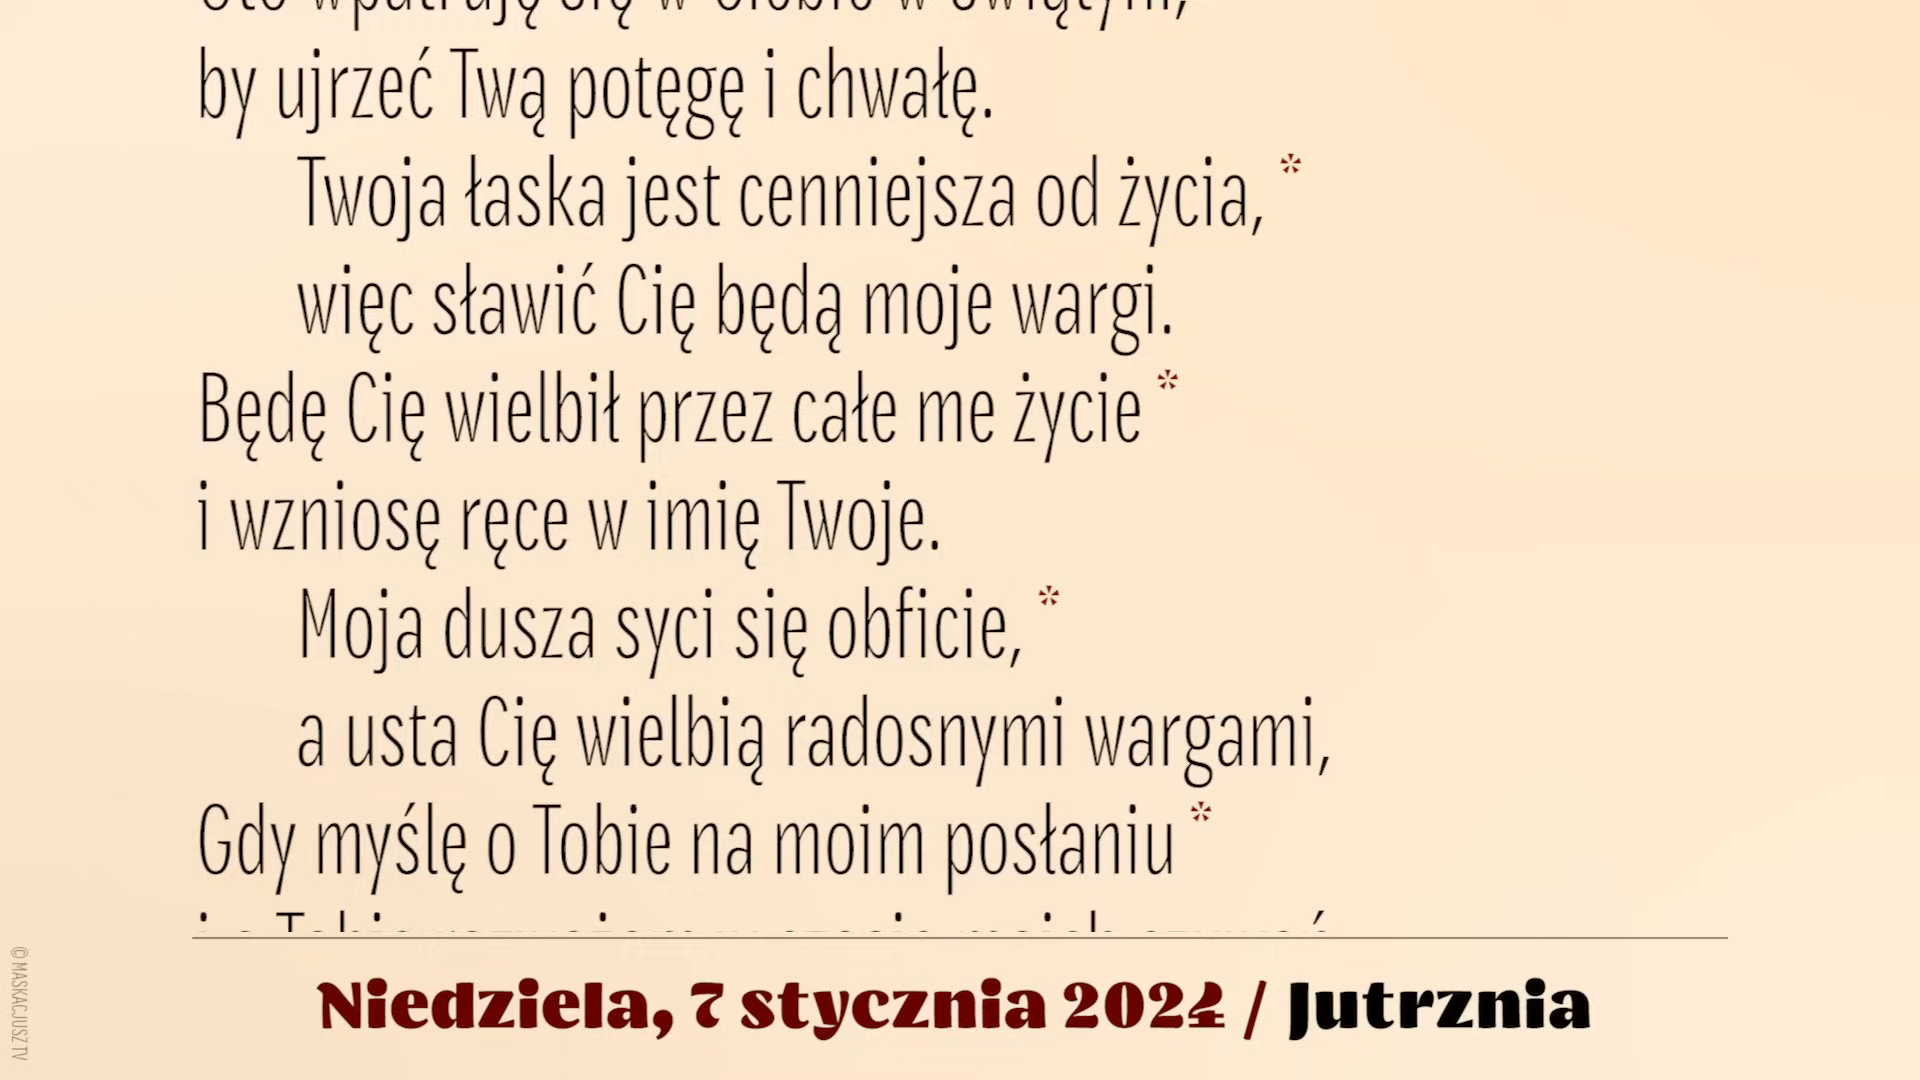 by ujrzeć Twą potęgę i chwałę.
Twoja łaska jest cenniejsza od życia, *
więc sławić Cię będą moje wargi.
Będę Cię wielbił przez całe me życie *
i wzniosę ręce w imię Twoje.
Moja dusza syci się obficie, *
a usta Cię wielbią radosnymi wargami,
Gdy myślę o Tobie na moim posłaniu *
Niedziela, 7 stycznia 2024 / Jutrznia
© MASKACJUSZ TV